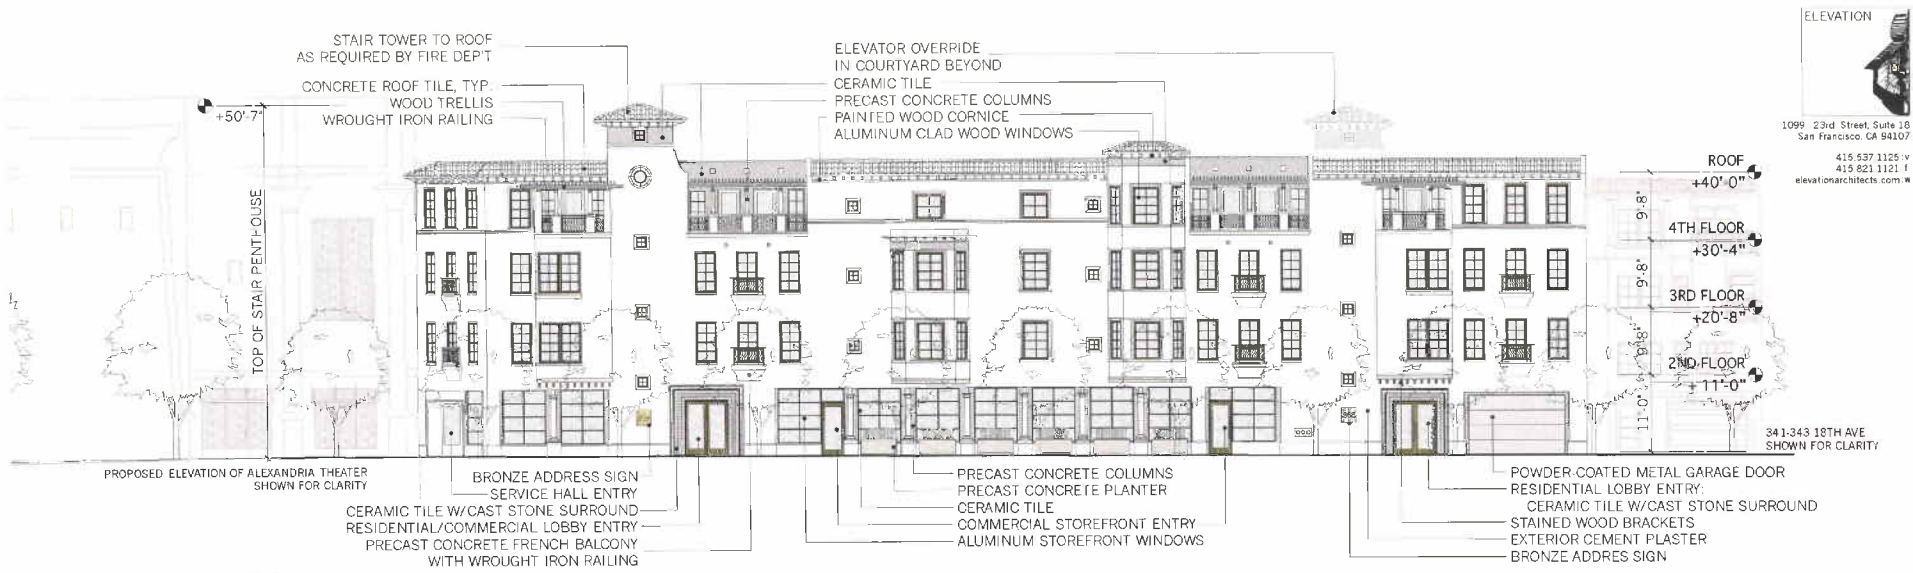 ELEVATION
1099 23rd Street, Suite 18
San Francisco, CA 94107
415.537.1125:v
415.821.1121:f
elevationarchitects.com:w
STAIR TOWER TO ROOF
AS REQUIRED BY FIRE DEP'T
CONCRETE ROOF TILE, TYP.
WOOD TRELLIS
WROUGHT IRON RAILING
ELEVATOR OVERRIDE
IN COURTYARD BEYOND
CERAMIC TILE
PRECAST CONCRETE COLUMNS
PAINTED WOOD CORNICE
ALUMINUM CLAD WOOD WINDOWS
+50'-7"
TOP OF STAIR PENTHOUSE
ROOF
+40'-0"
9'-8"
4TH FLOOR
+30'-4"
9'-8"
3RD FLOOR
+20'-8"
9'-8"
2ND FLOOR
+11'-0"
11'-0"
341-343 18TH AVE
SHOWN FOR CLARITY
PROPOSED ELEVATION OF ALEXANDRIA THEATER
SHOWN FOR CLARITY
BRONZE ADDRESS SIGN
SERVICE HALL ENTRY
CERAMIC TILE W/CAST STONE SURROUND
RESIDENTIAL/COMMERCIAL LOBBY ENTRY
PRECAST CONCRETE FRENCH BALCONY
WITH WROUGHT IRON RAILING
PRECAST CONCRETE COLUMNS
PRECAST CONCRETE PLANTER
CERAMIC TILE
COMMERCIAL STOREFRONT ENTRY
ALUMINUM STOREFRONT WINDOWS
POWDER-COATED METAL GARAGE DOOR
RESIDENTIAL LOBBY ENTRY:
CERAMIC TILE W/CAST STONE SURROUND
STAINED WOOD BRACKETS
EXTERIOR CEMENT PLASTER
BRONZE ADDRES SIGN